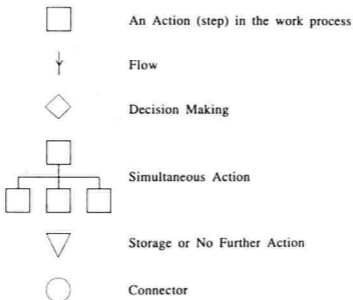 An Action (step) in the work process
Flow
Decision Making
Simultaneous Action
Storage or No Further Action
Connector